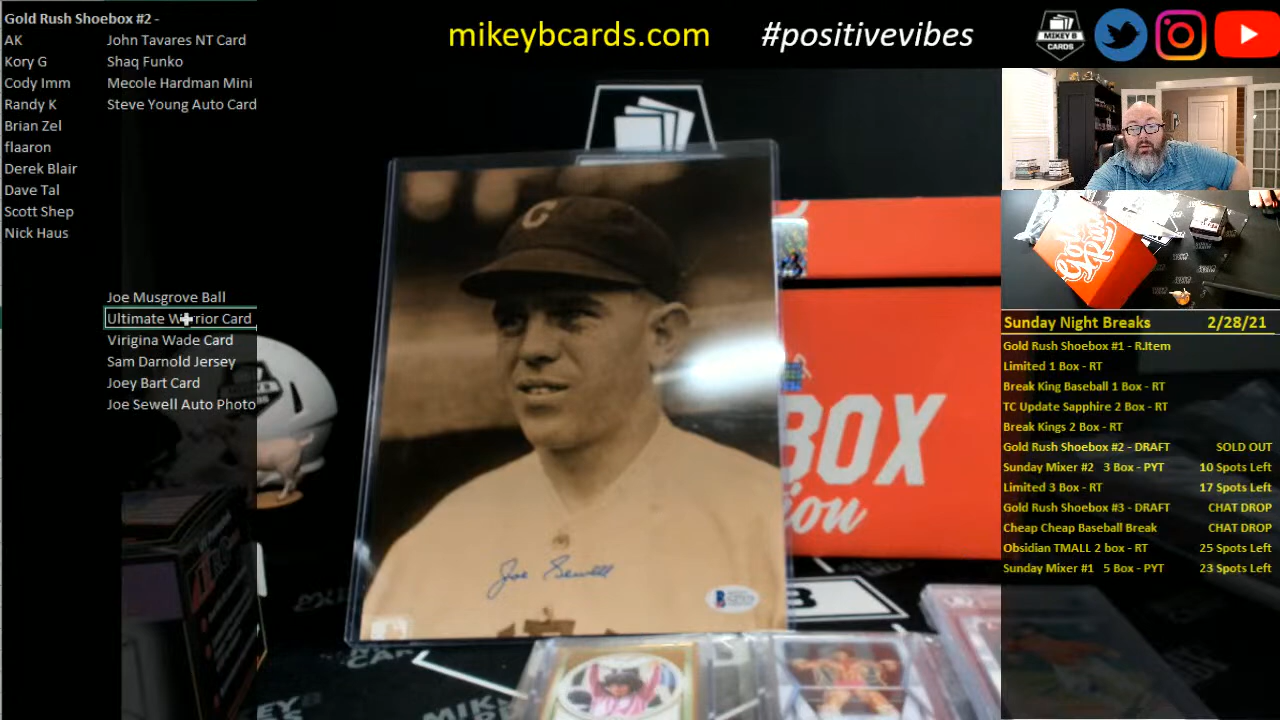 Gold Rush Shoebox #2 -
AK John Tavares NT Card
Kory G Shaq Funko
Cody Imm Mecole Hardman Mini
Randy K Steve Young Auto Card
Brian Zel
flaaron
Derek Blair
Dave Tal
Scott Shep
Nick Haus
Joe Musgrove Ball
Ultimate Warrior Card
Virigina Wade Card
Sam Darnold Jersey
Joey Bart Card
Joe Sewell Auto Photo
mikeybcards.com #positivevibes
MIKEY B
CARDS
C
Joe Sewell
BOX
Gold Rush
Sunday Night Breaks 2/28/21
Gold Rush Shoebox #1 - R.Item
Limited 1 Box - RT
Break King Baseball 1 Box - RT
TC Update Sapphire 2 Box - RT
Break Kings 2 Box - RT
Gold Rush Shoebox #2 - DRAFT SOLD OUT
Sunday Mixer #2 3 Box - PYT 10 Spots Left
Limited 3 Box - RT 17 Spots Left
Gold Rush Shoebox #3 - DRAFT CHAT DROP
Cheap Cheap Baseball Break CHAT DROP
Obsidian TMALL 2 box - RT 25 Spots Left
Sunday Mixer #1 5 Box - PYT 23 Spots Left